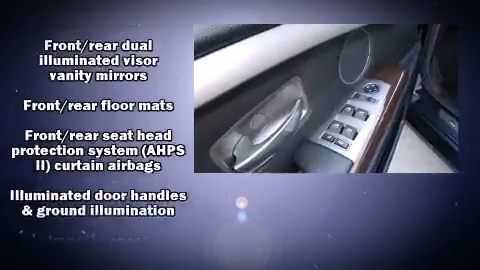 Front/rear dual
illuminated visor
vanity mirrors
Front/rear floor mats
Front/rear seat head
protection system (AHPS
II) curtain airbags
Illuminated door handles
& ground illumination